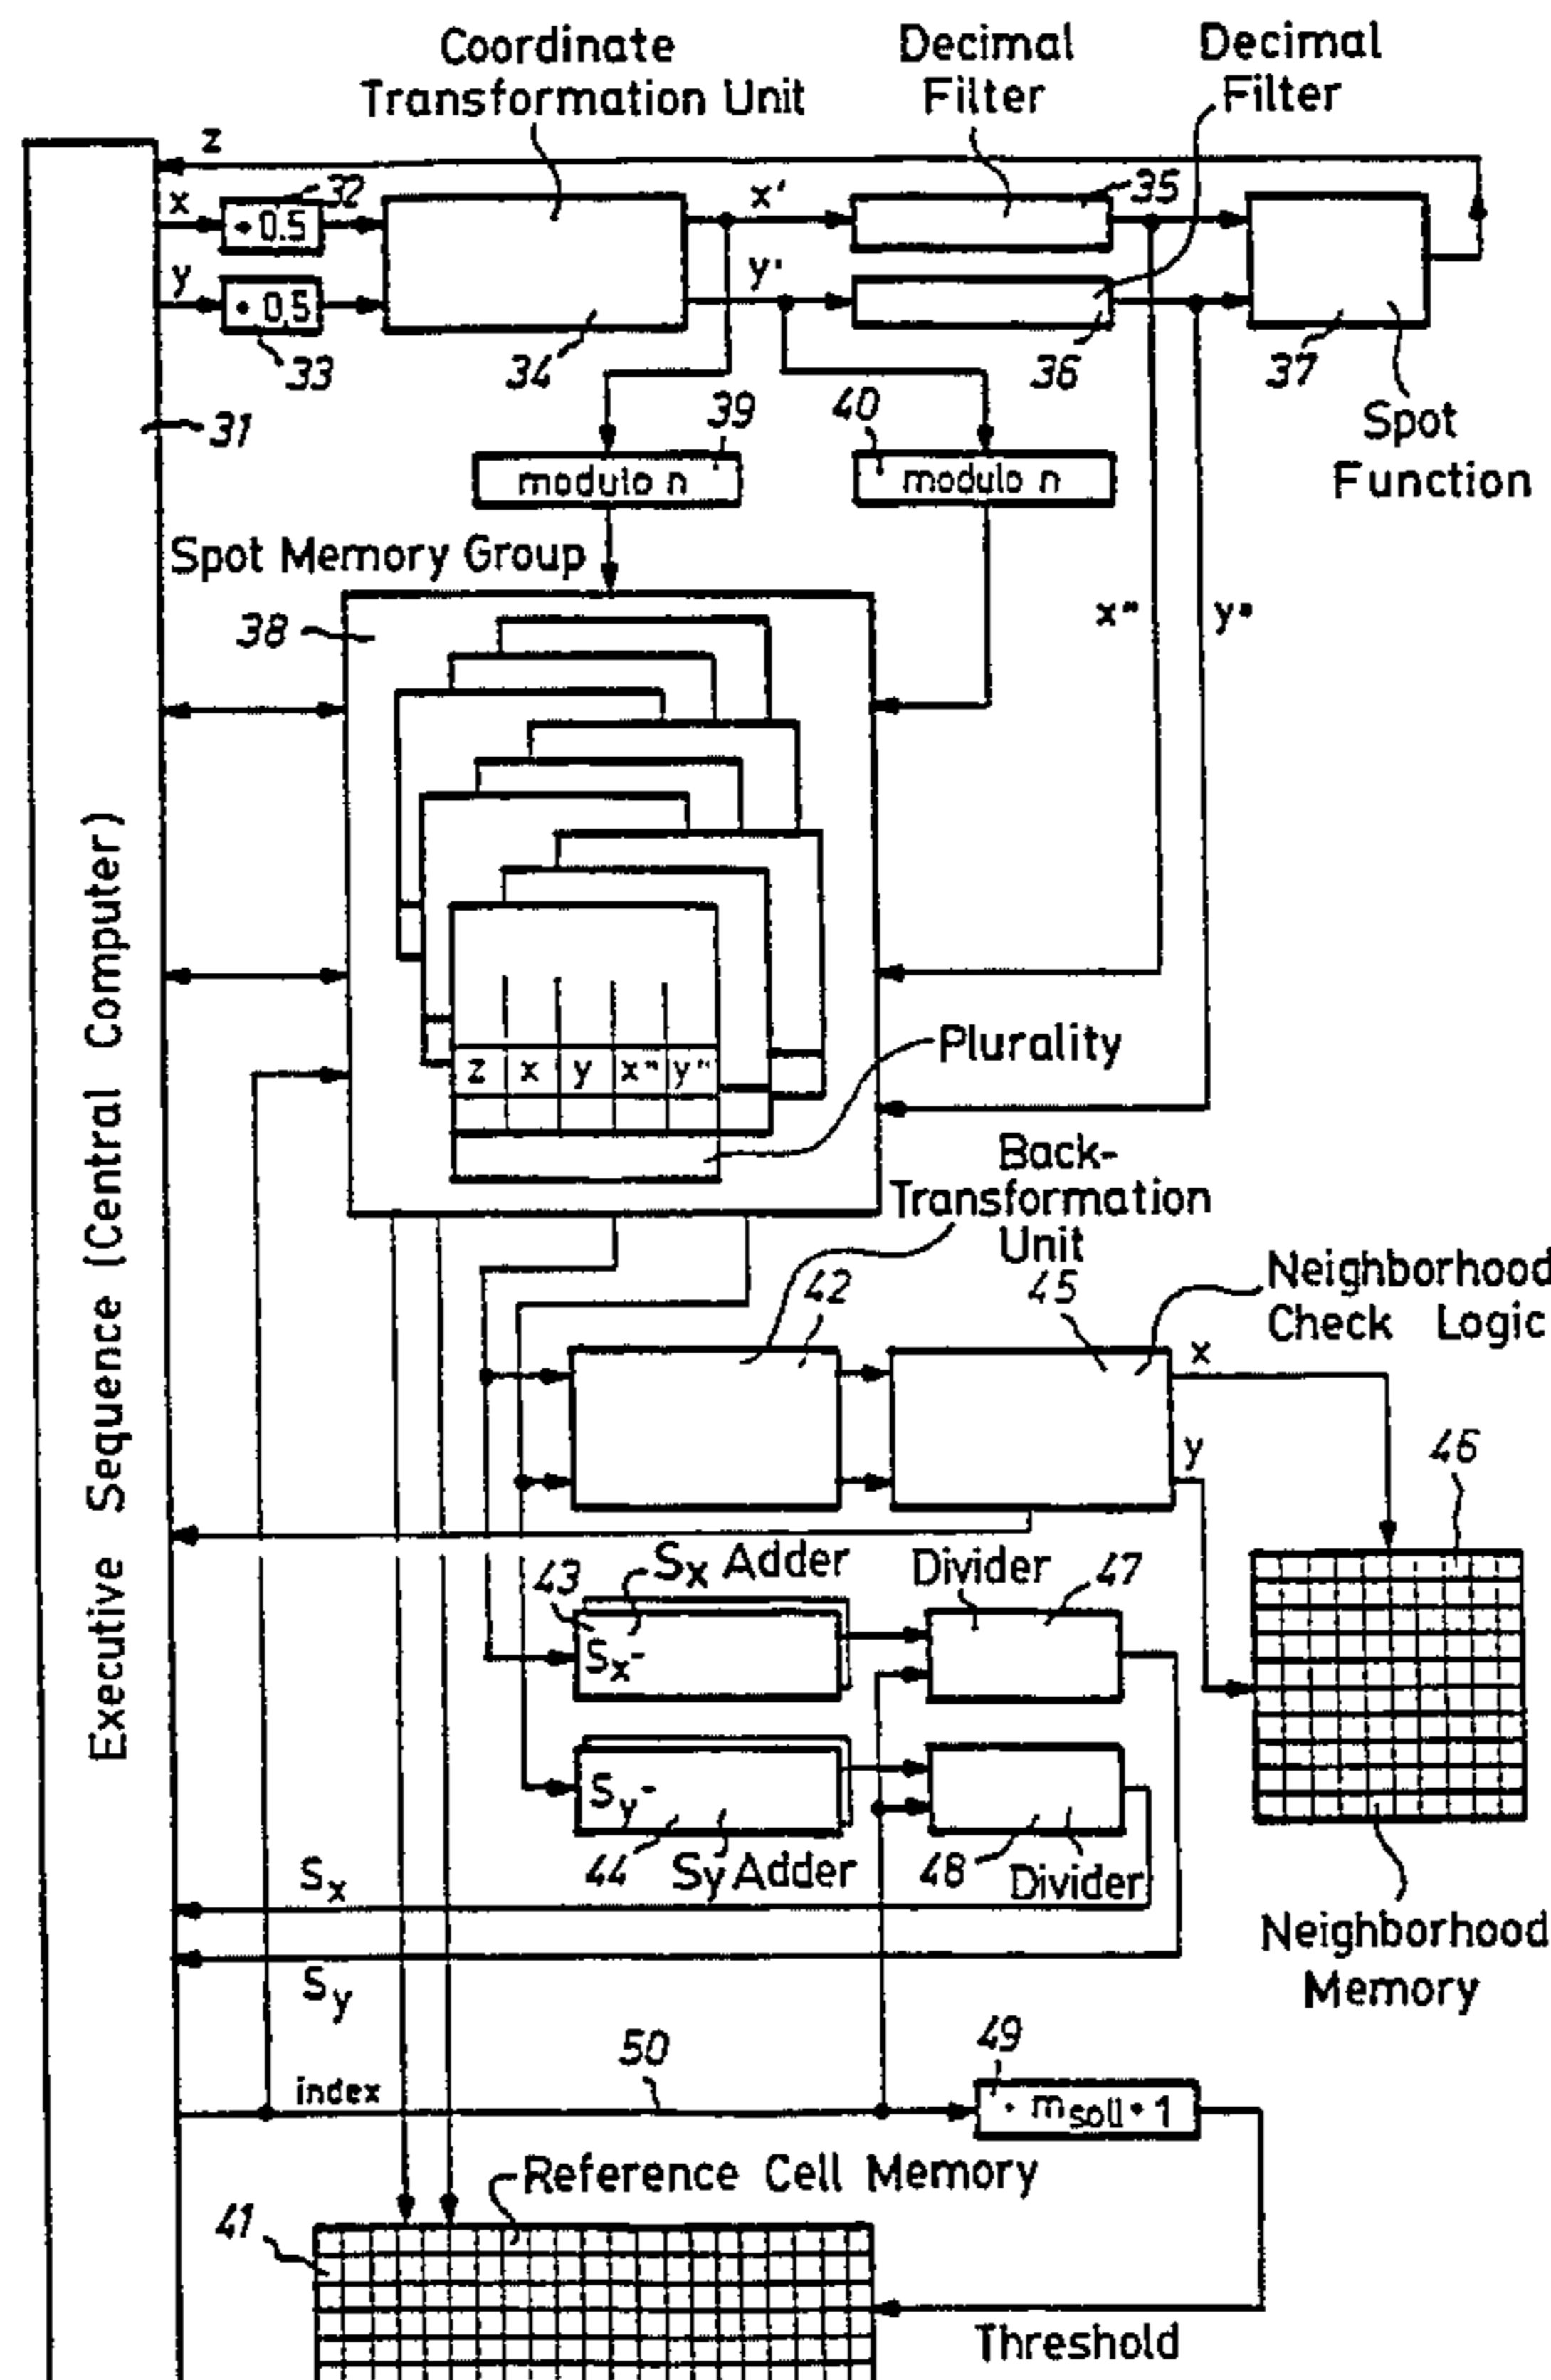 Coordinate
Transformation Unit
Decimal
Filter
Decimal
Filter
z
x
+ 0.5
32
x'
35
y
+ 0.5
33
y'
34
36
37
Spot
Function
31
39
40
modulo n
modulo n
Spot Memory Group
38
x"
y"
Executive Sequence (Central Computer)
z x y x" y"
Plurality
Back-
Transformation
Unit
42
45
Neighborhood
Check Logic
x
y
46
43
Sx Adder
Divider
47
Sx-
Sy-
44
Sy Adder
48
Divider
Sx
Neighborhood
Memory
Sy
index
50
49
· msoll + 1
Reference Cell Memory
41
Threshold